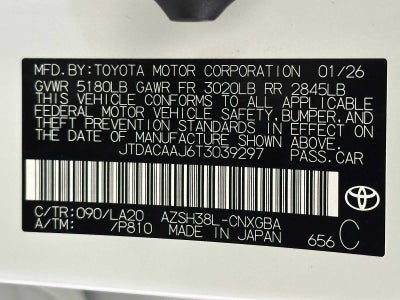 MFD.BY: TOYOTA MOTOR CORPORATION 01/26
GVWR 5180LB GAWR FR 3020LB RR 2845LB
THIS VEHICLE CONFORMS TO ALL APPLICABLE
FEDERAL MOTOR VEHICLE SAFETY, BUMPER, AND
THEFT PREVENTION STANDARDS IN EFFECT ON
THE DATE OF MANUFACTURE SHOWN ABOVE.
JTDACAAJ6T3039297 PASS.CAR
C/TR: 090/LA20 AZSH38L-CNXGBA
A/TM: /P810 MADE IN JAPAN 656 C
TOYOTA